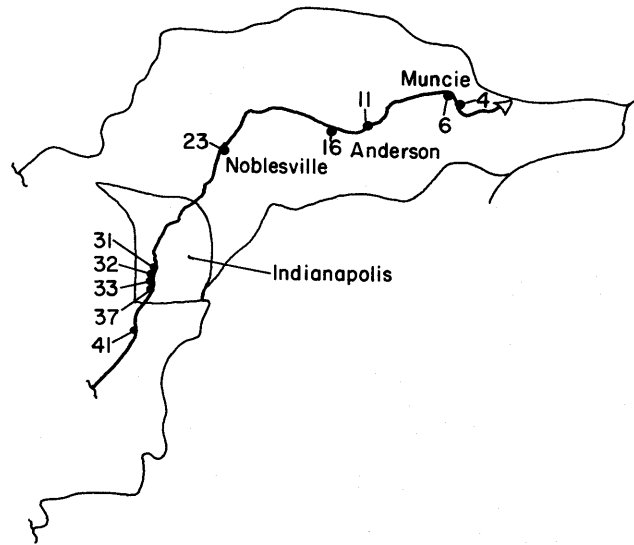 Muncie
11
4
6
23
16 Anderson
Noblesville
31
32
Indianapolis
33
37
41